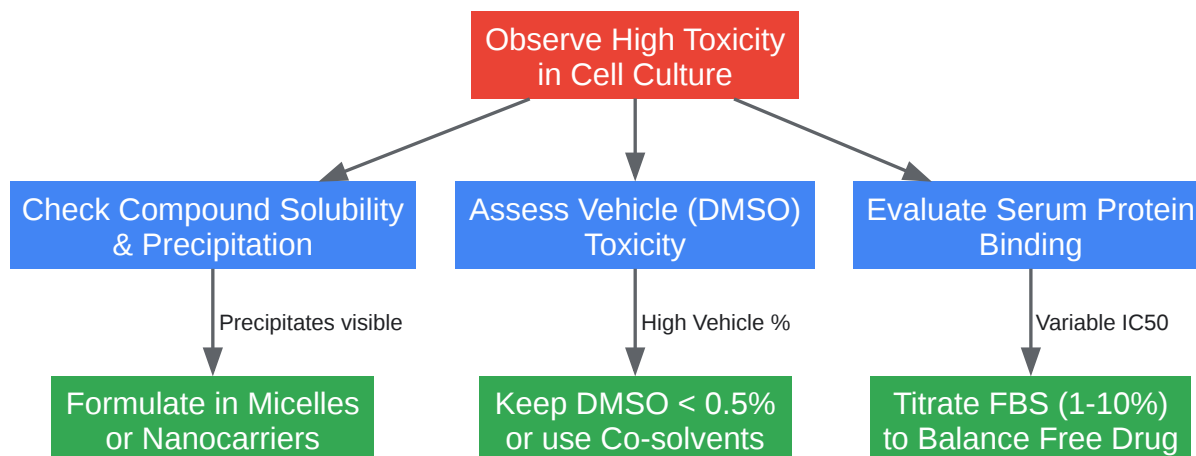 Observe High Toxicity
in Cell Culture
Check Compound Solubility
& Precipitation
Assess Vehicle (DMSO)
Toxicity
Evaluate Serum Protein
Binding
Precipitates visible
High Vehicle %
Variable IC50
Formulate in Micelles
or Nanocarriers
Keep DMSO < 0.5%
or use Co-solvents
Titrate FBS (1-10%)
to Balance Free Drug